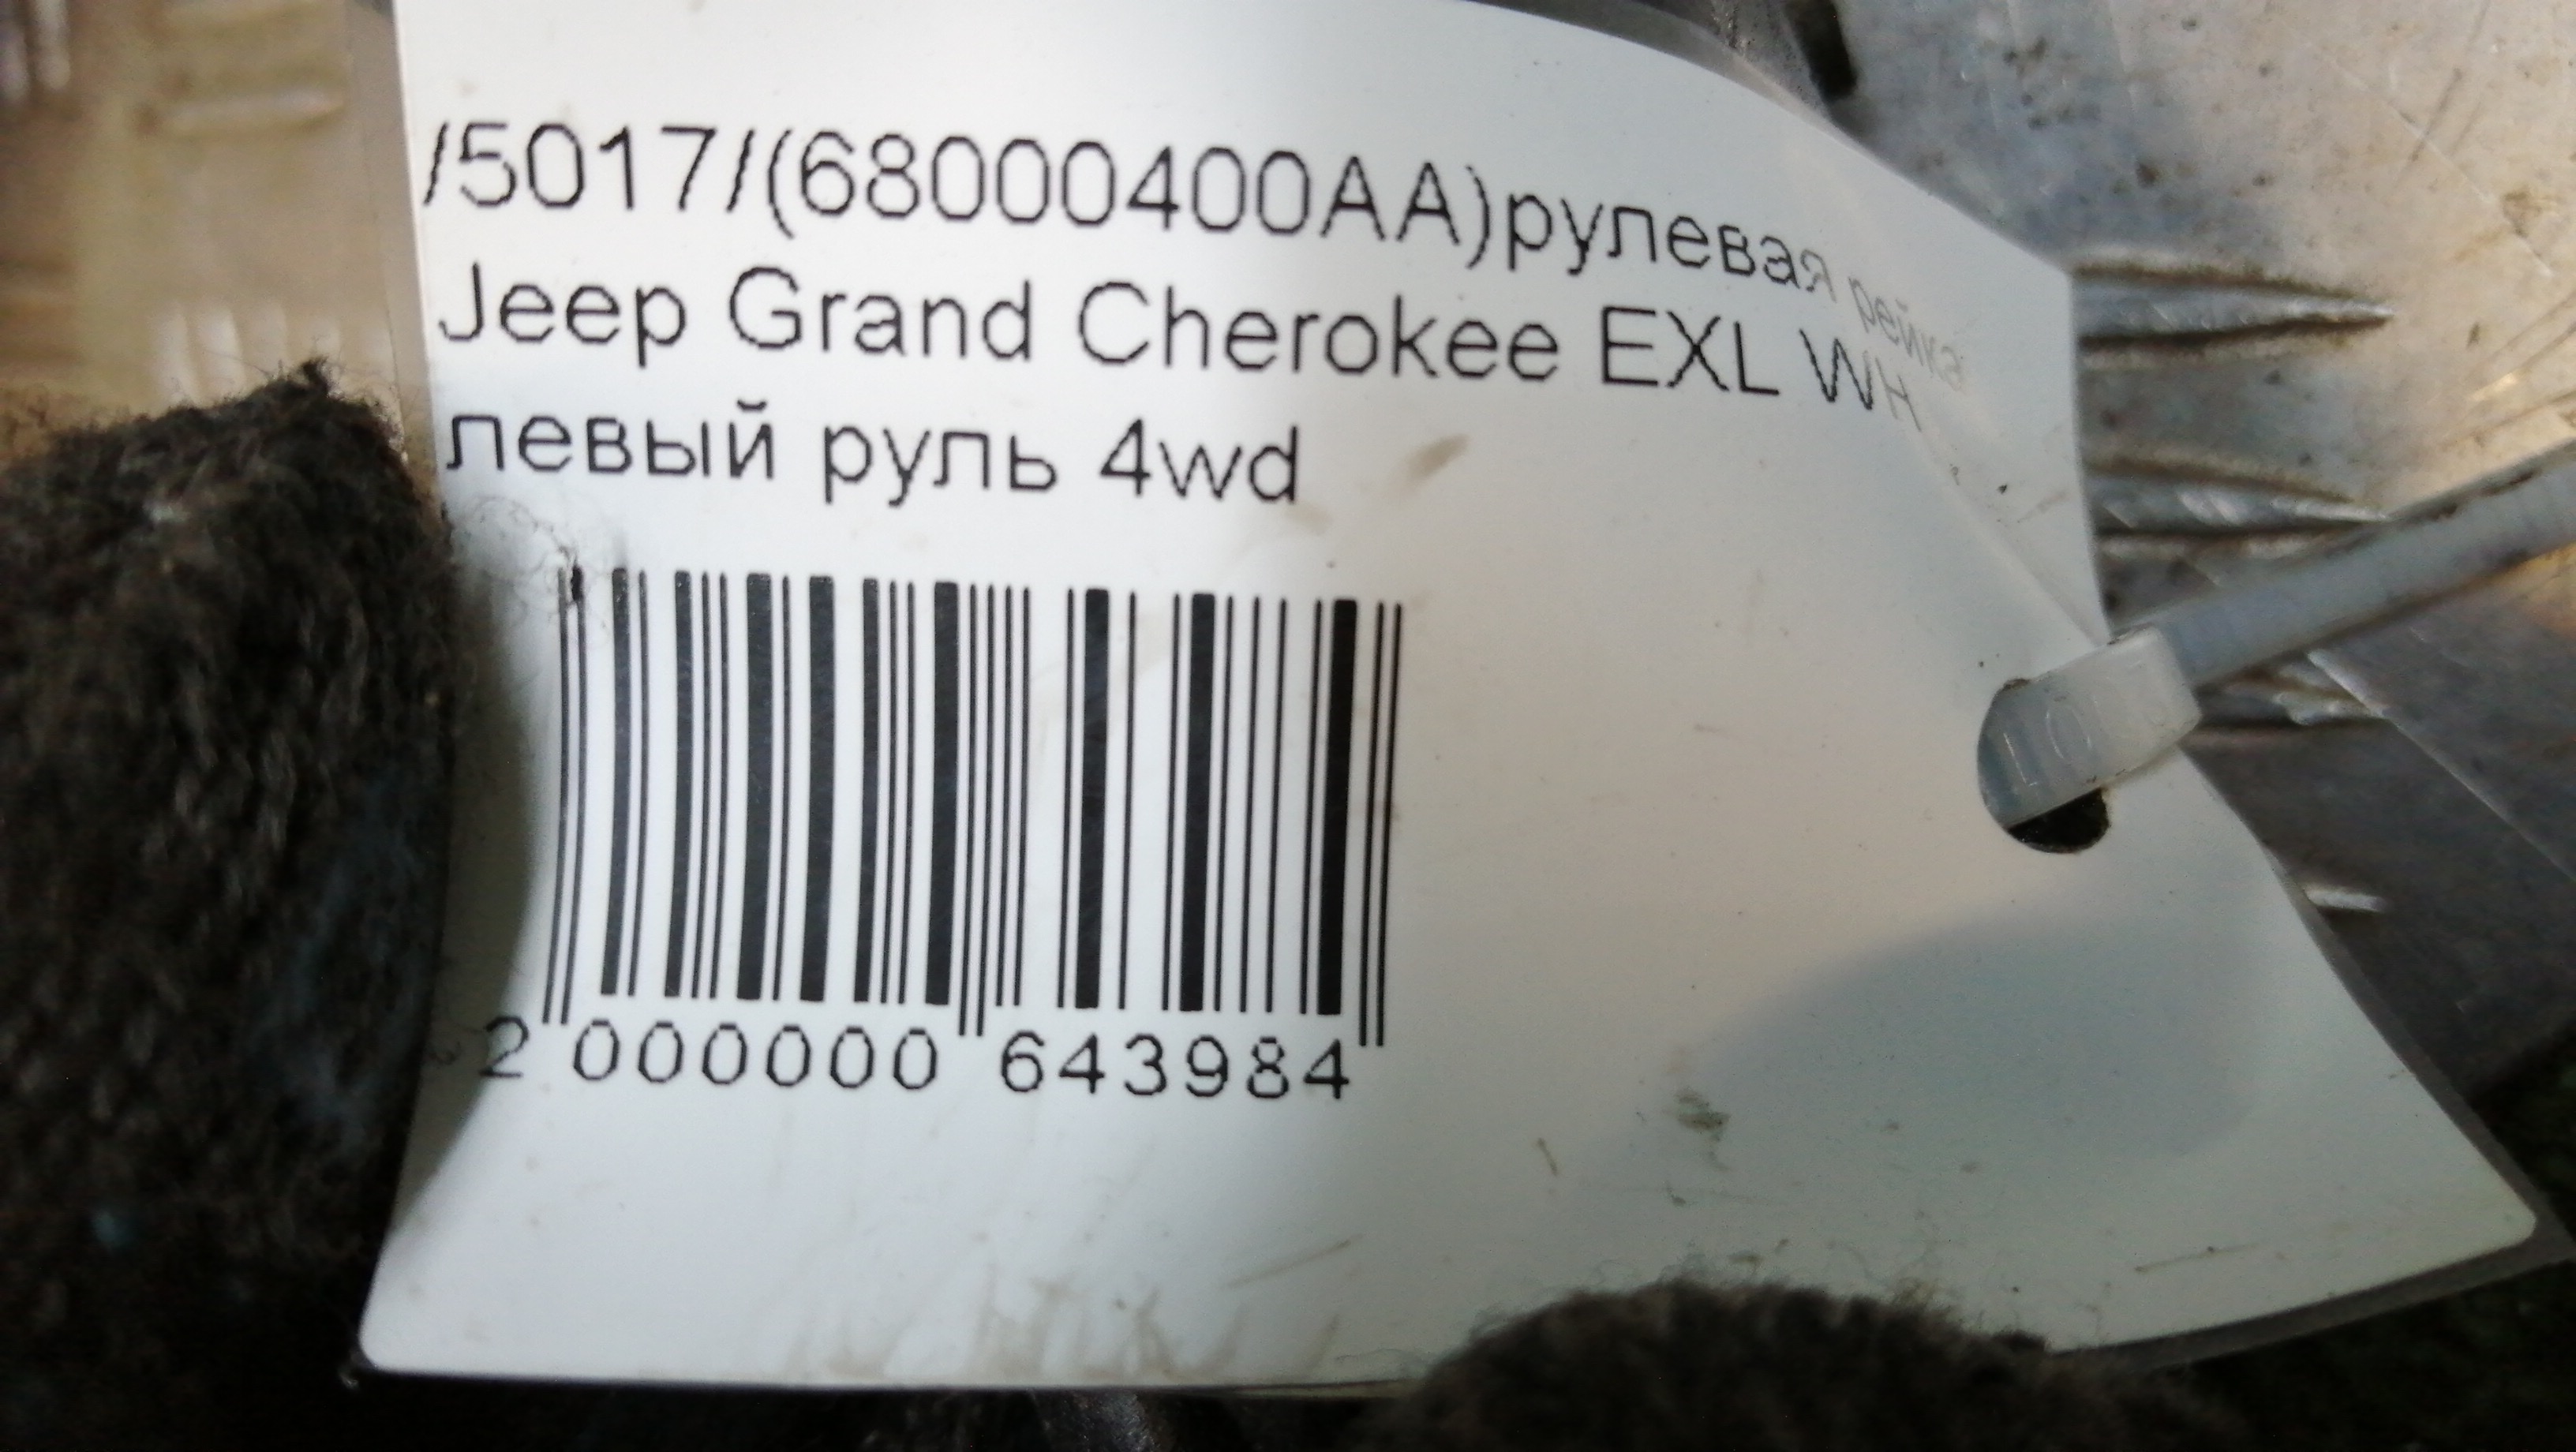 /5017/(68000400AA)рулевая рейка
Jeep Grand Cherokee EXL WH
левый руль 4wd
2 000000 643984